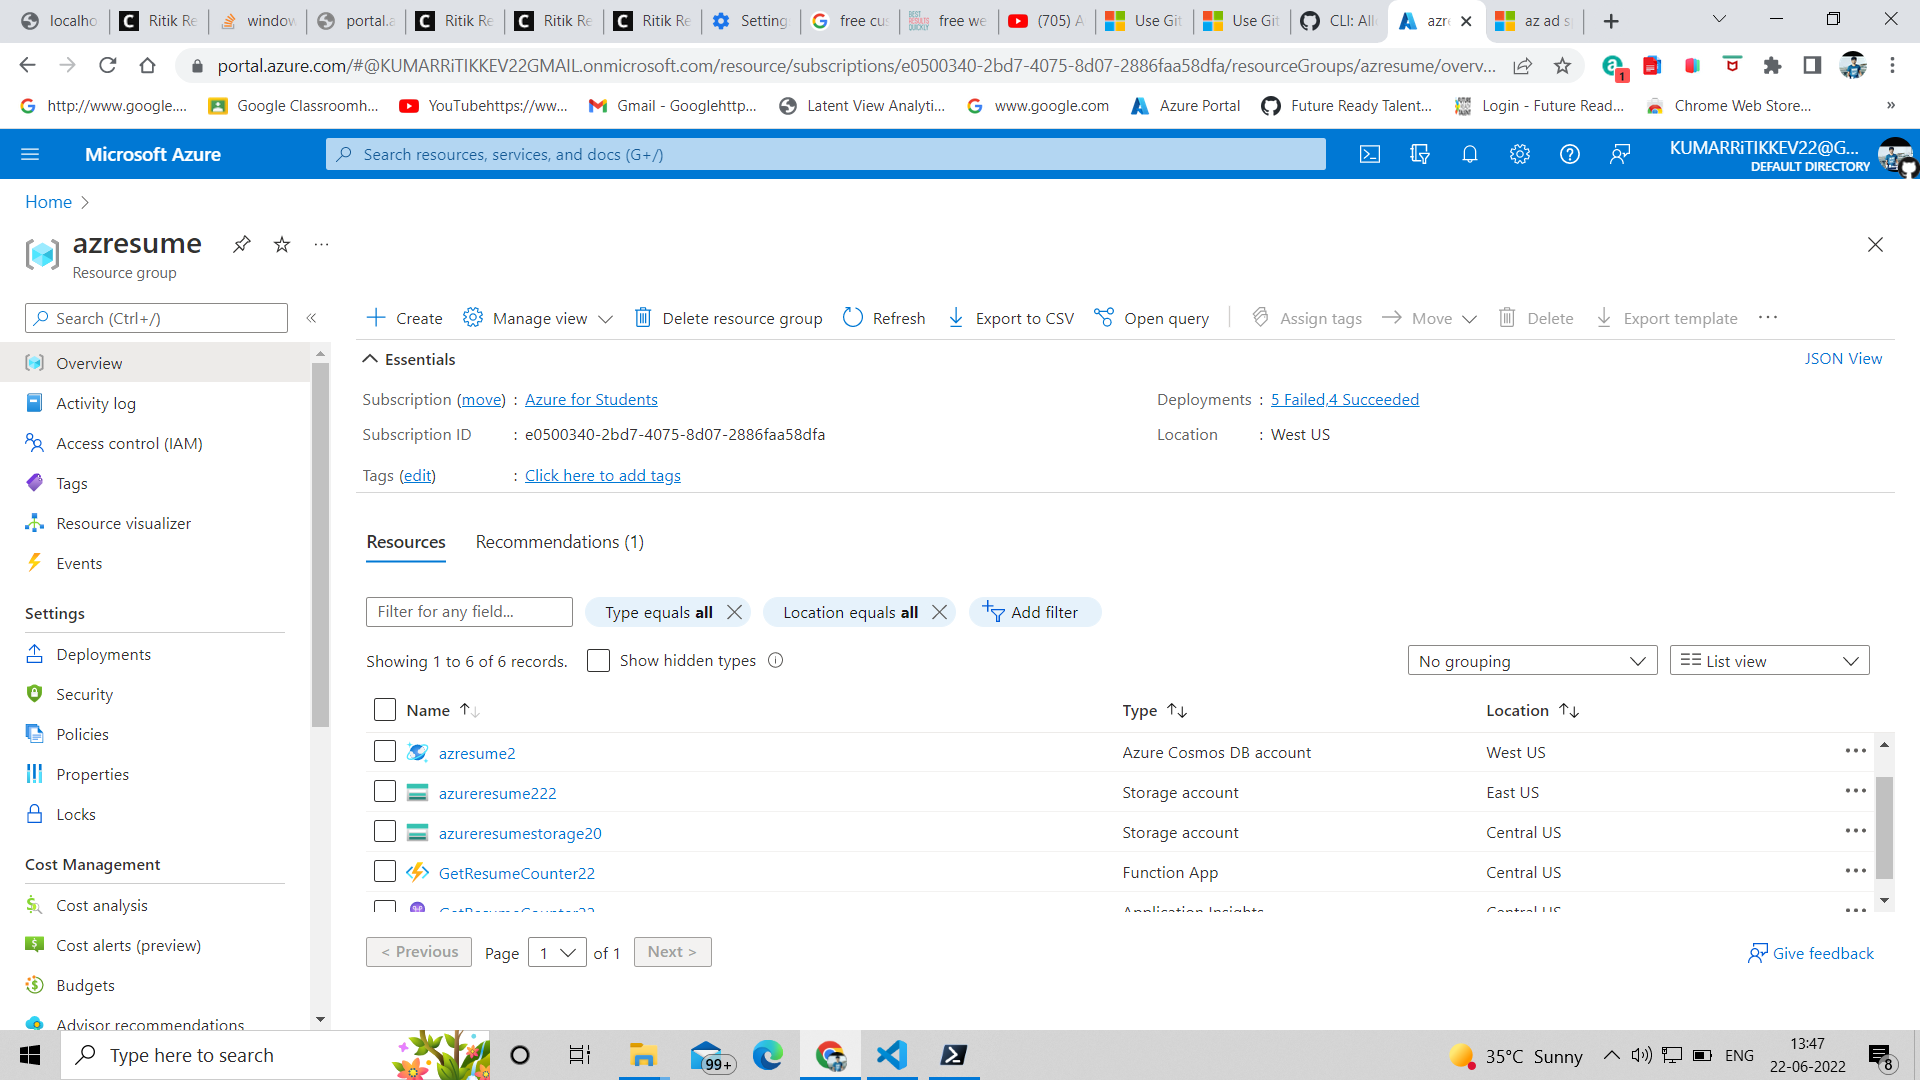 localho
Ritik Re
window
portal.a
Ritik Re
Ritik Re
Ritik Re
Setting
free cus
free we
(705) A
Use Git
Use Git
CLI: All
azre
az ad s
portal.azure.com/#@KUMARRiTIKKEV22GMAIL.onmicrosoft.com/resource/subscriptions/e0500340-2bd7-4075-8d07-2886faa58dfa/resourceGroups/azresume/overv...
1
http://www.google....
Google Classroomh...
YouTubehttps://ww...
Gmail - Googlehttp...
Latent View Analyti...
www.google.com
Azure Portal
Future Ready Talent...
Login - Future Read...
Chrome Web Store...
»
Microsoft Azure
Search resources, services, and docs (G+/)
KUMARRiTIKKEV22@G...
DEFAULT DIRECTORY
Home
azresume
Resource group
Search (Ctrl+/)
Create
Manage view
Delete resource group
Refresh
Export to CSV
Open query
Assign tags
Move
Delete
Export template
Overview
Activity log
Access control (IAM)
Tags
Resource visualizer
Events
Settings
Deployments
Security
Policies
Properties
Locks
Cost Management
Cost analysis
Cost alerts (preview)
Budgets
Advisor recommendations
Essentials
JSON View
Subscription (move) : Azure for Students
Deployments : 5 Failed,4 Succeeded
Subscription ID : e0500340-2bd7-4075-8d07-2886faa58dfa
Location : West US
Tags (edit) : Click here to add tags
Resources
Recommendations (1)
Filter for any field...
Type equals all
Location equals all
Add filter
Showing 1 to 6 of 6 records.
Show hidden types
No grouping
List view
Name
Type
Location
azresume2 Azure Cosmos DB account West US
azureresume222 Storage account East US
azureresumestorage20 Storage account Central US
GetResumeCounter22 Function App Central US
GetResumeCounter22 Application Insights Central US
< Previous
Page 1 of 1
Next >
Give feedback
Type here to search
99+
35°C Sunny
ENG
13:47
22-06-2022
8